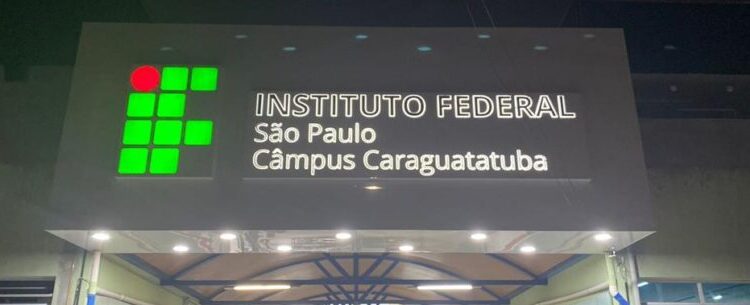 INSTITUTO FEDERAL
São Paulo
Câmpus Caraguatatuba